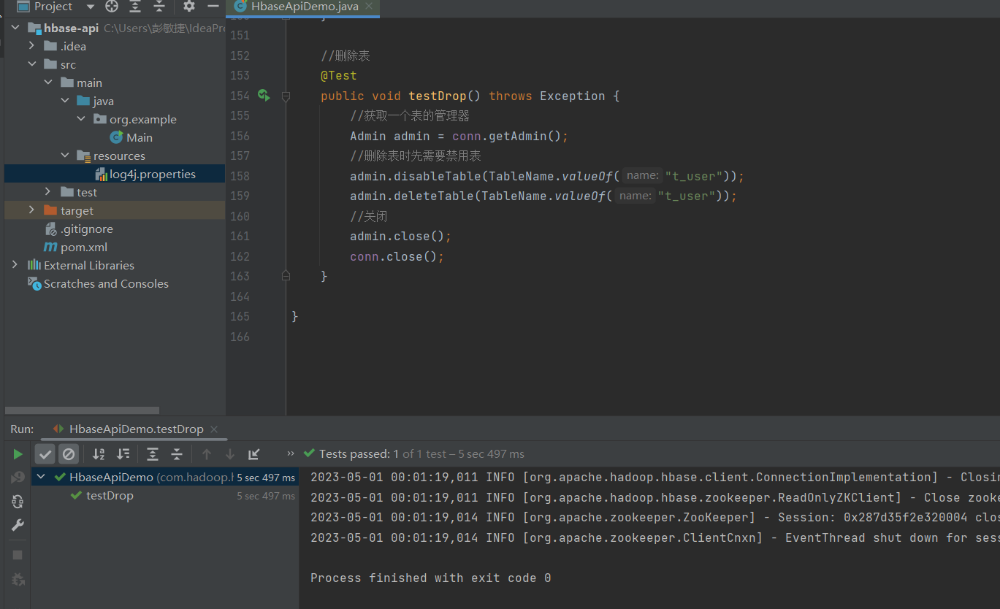 Project
HbaseApiDemo.java
hbase-api C:\Users\彭敏捷\IdeaPro
.idea
src
main
java
org.example
Main
resources
log4j.properties
test
target
.gitignore
pom.xml
External Libraries
Scratches and Consoles
151
152 //删除表
153 @Test
154 public void testDrop() throws Exception {
155 //获取一个表的管理器
156 Admin admin = conn.getAdmin();
157 //删除表时先需要禁用表
158 admin.disableTable(TableName.valueOf( name: "t_user"));
159 admin.deleteTable(TableName.valueOf( name: "t_user"));
160 //关闭
161 admin.close();
162 conn.close();
163 }
164
165 }
166
Run: HbaseApiDemo.testDrop
Tests passed: 1 of 1 test – 5 sec 497 ms
HbaseApiDemo (com.hadoop.h 5 sec 497 ms
testDrop 5 sec 497 ms
2023-05-01 00:01:19,011 INFO [org.apache.hadoop.hbase.client.ConnectionImplementation] - Closin
2023-05-01 00:01:19,011 INFO [org.apache.hadoop.hbase.zookeeper.ReadOnlyZKClient] - Close zooke
2023-05-01 00:01:19,014 INFO [org.apache.zookeeper.ZooKeeper] - Session: 0x287d35f2e320004 clos
2023-05-01 00:01:19,014 INFO [org.apache.zookeeper.ClientCnxn] - EventThread shut down for sess
Process finished with exit code 0